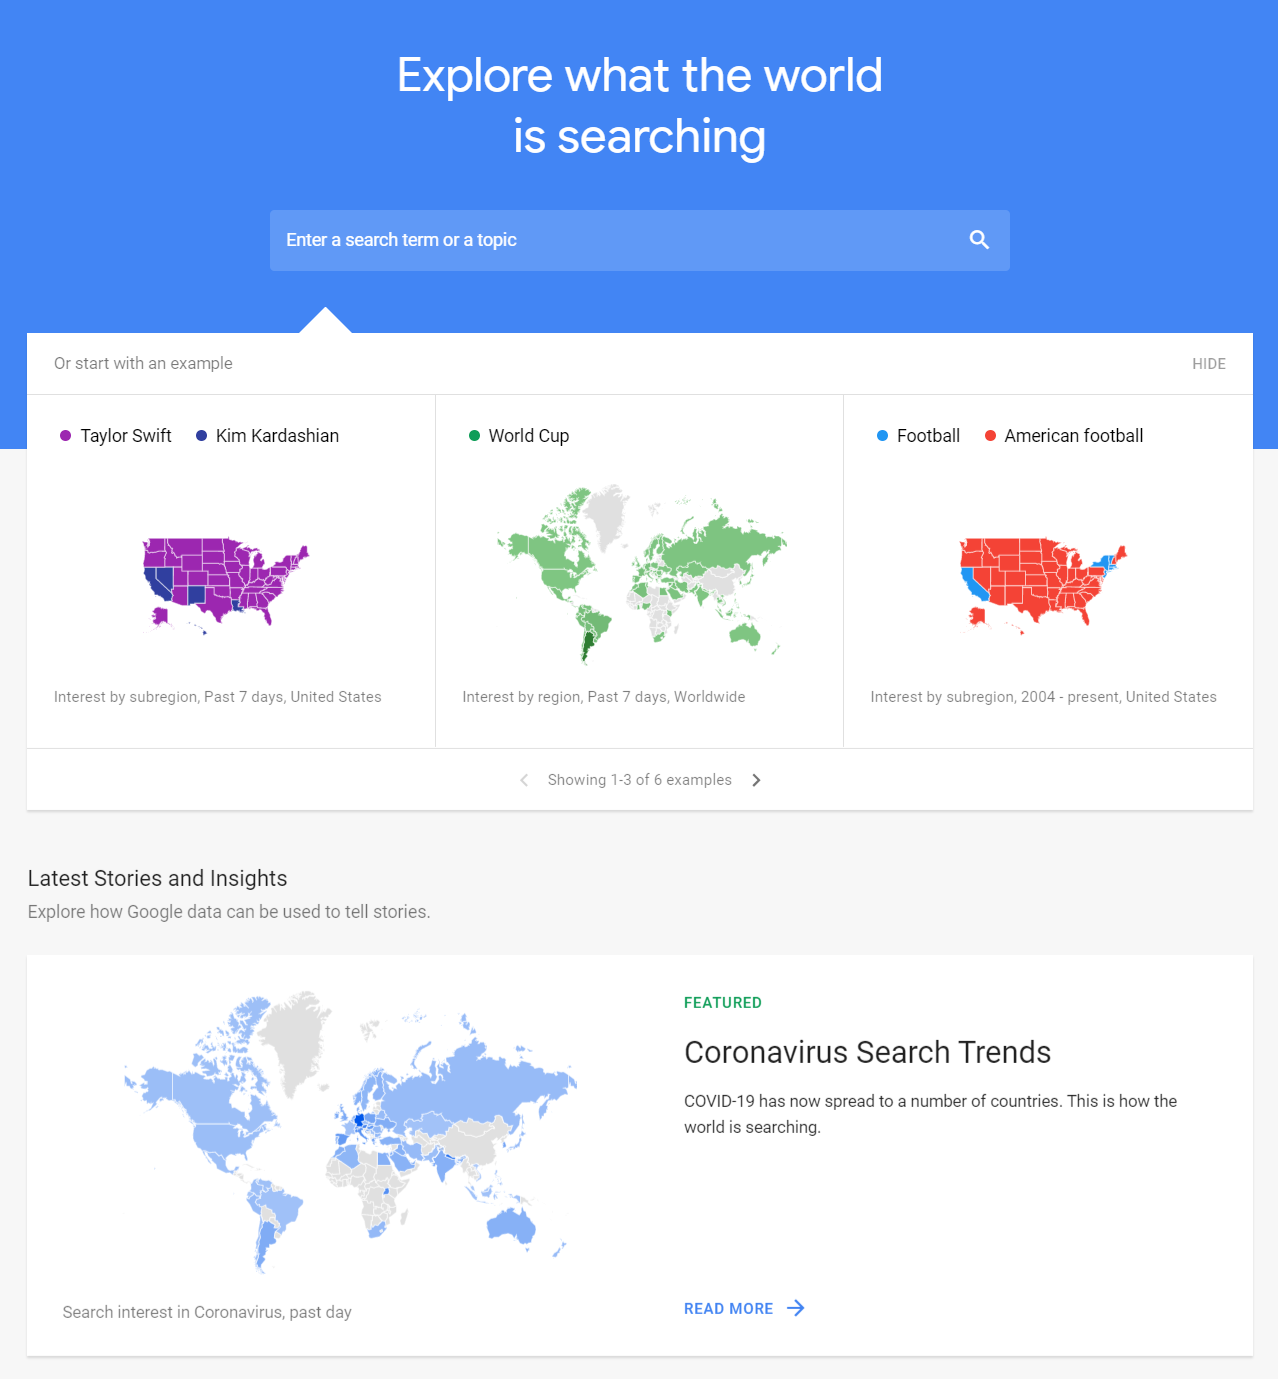 Explore what the world
is searching
Enter a search term or a topic
Or start with an example
HIDE
Taylor Swift
Kim Kardashian
World Cup
Football
American football
Interest by subregion, Past 7 days, United States
Interest by region, Past 7 days, Worldwide
Interest by subregion, 2004 - present, United States
Showing 1-3 of 6 examples
Latest Stories and Insights
Explore how Google data can be used to tell stories.
FEATURED
Coronavirus Search Trends
COVID-19 has now spread to a number of countries. This is how the
world is searching.
Search interest in Coronavirus, past day
READ MORE